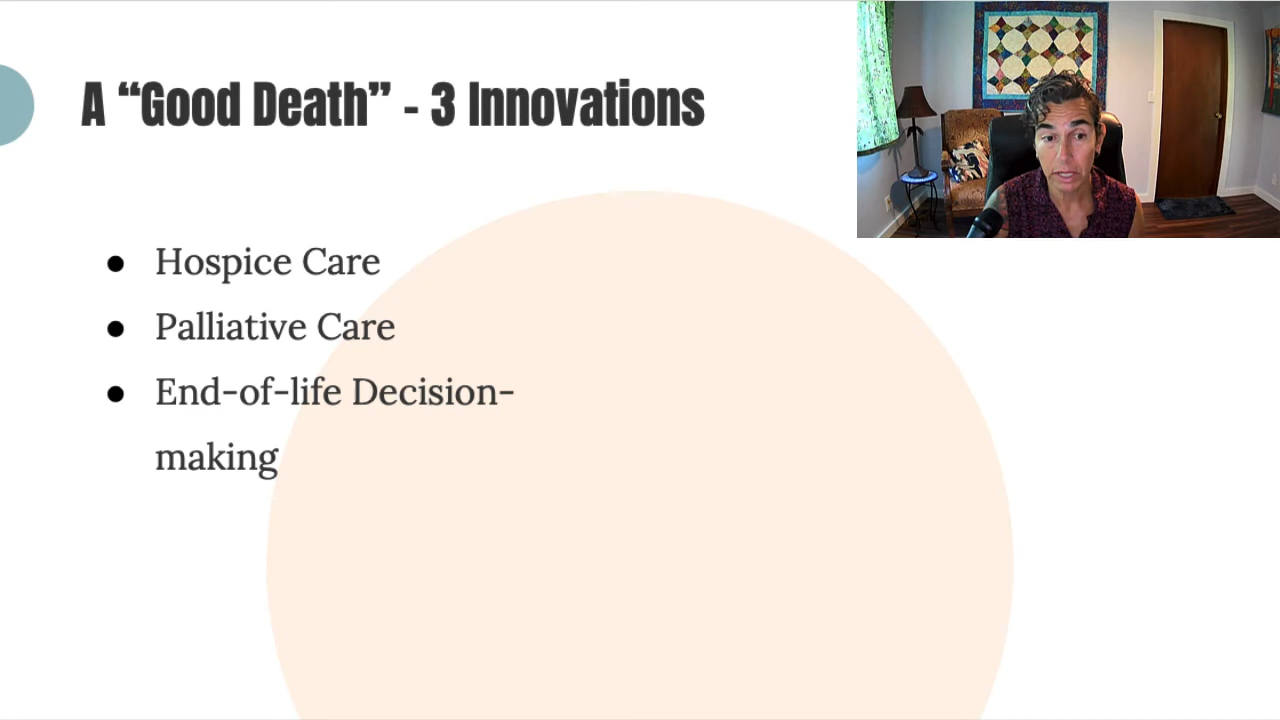 A “Good Death” - 3 Innovations
● Hospice Care
● Palliative Care
● End-of-life Decision-
making